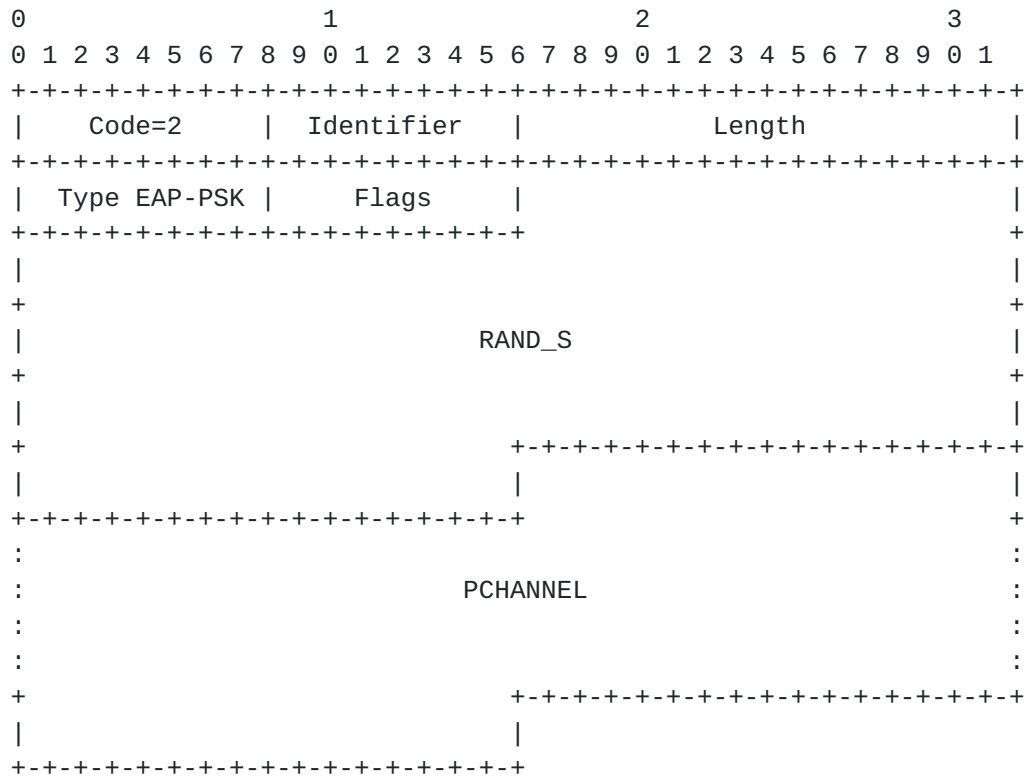 0 1 2 3
0 1 2 3 4 5 6 7 8 9 0 1 2 3 4 5 6 7 8 9 0 1 2 3 4 5 6 7 8 9 0 1
+-+-+-+-+-+-+-+-+-+-+-+-+-+-+-+-+-+-+-+-+-+-+-+-+-+-+-+-+-+-+-+-+
| Code=2 | Identifier | Length |
+-+-+-+-+-+-+-+-+-+-+-+-+-+-+-+-+-+-+-+-+-+-+-+-+-+-+-+-+-+-+-+-+
| Type EAP-PSK | Flags | |
+-+-+-+-+-+-+-+-+-+-+-+-+-+-+-+-+ +
| |
+ +
| RAND_S |
+ +
| |
+ +-+-+-+-+-+-+-+-+-+-+-+-+-+-+-+-+
| | |
+-+-+-+-+-+-+-+-+-+-+-+-+-+-+-+-+ +
: :
: PCHANNEL :
: :
: :
+ +-+-+-+-+-+-+-+-+-+-+-+-+-+-+-+-+
| |
+-+-+-+-+-+-+-+-+-+-+-+-+-+-+-+-+